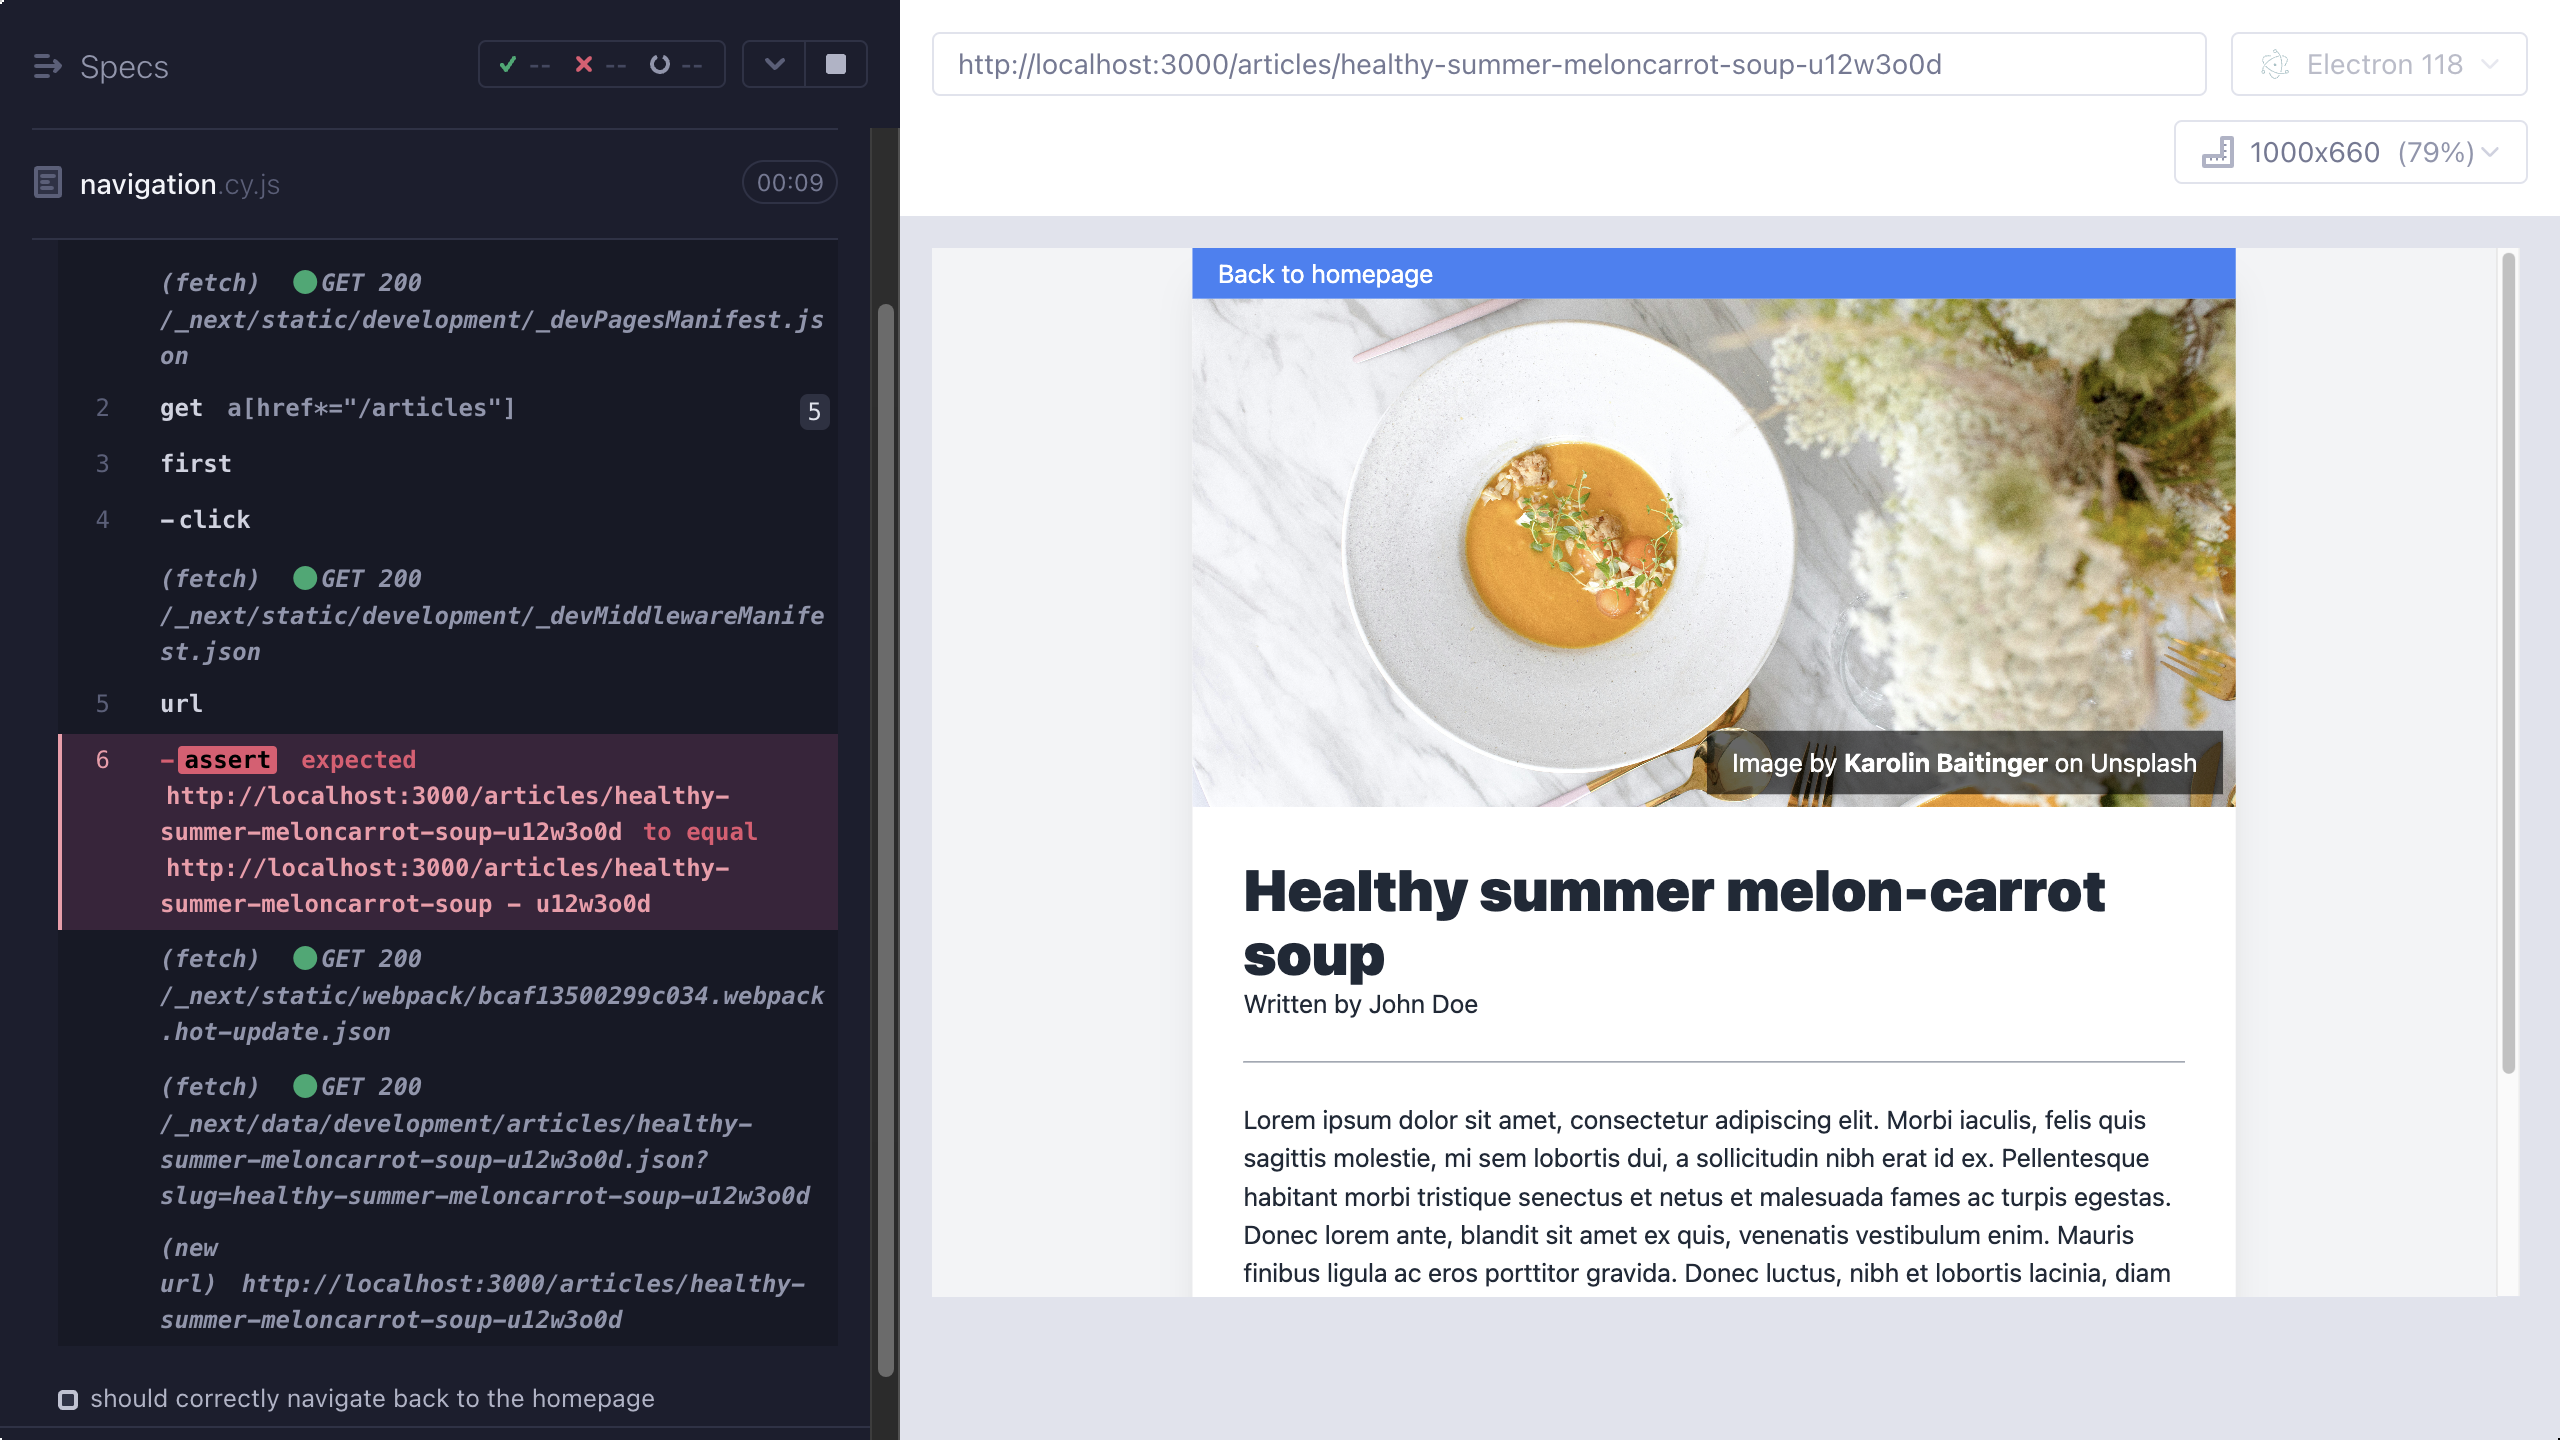 Specs
-- -- --
navigation.cy.js
00:09
(fetch) GET 200
/_next/static/development/_devPagesManifest.js
on
2 get a[href*="/articles"] 5
3 first
4 -click
(fetch) GET 200
/_next/static/development/_devMiddlewareManife
st.json
5 url
6 -assert expected
http://localhost:3000/articles/healthy-
summer-meloncarrot-soup-u12w3o0d to equal
http://localhost:3000/articles/healthy-
summer-meloncarrot-soup - u12w3o0d
(fetch) GET 200
/_next/static/webpack/bcaf13500299c034.webpack
.hot-update.json
(fetch) GET 200
/_next/data/development/articles/healthy-
summer-meloncarrot-soup-u12w3o0d.json?
slug=healthy-summer-meloncarrot-soup-u12w3o0d
(new
url) http://localhost:3000/articles/healthy-
summer-meloncarrot-soup-u12w3o0d
should correctly navigate back to the homepage
http://localhost:3000/articles/healthy-summer-meloncarrot-soup-u12w3o0d
Electron 118
1000x660 (79%)
Back to homepage
Image by Karolin Baitinger on Unsplash
Healthy summer melon-carrot
soup
Written by John Doe
Lorem ipsum dolor sit amet, consectetur adipiscing elit. Morbi iaculis, felis quis
sagittis molestie, mi sem lobortis dui, a sollicitudin nibh erat id ex. Pellentesque
habitant morbi tristique senectus et netus et malesuada fames ac turpis egestas.
Donec lorem ante, blandit sit amet ex quis, venenatis vestibulum enim. Mauris
finibus ligula ac eros porttitor gravida. Donec luctus, nibh et lobortis lacinia, diam